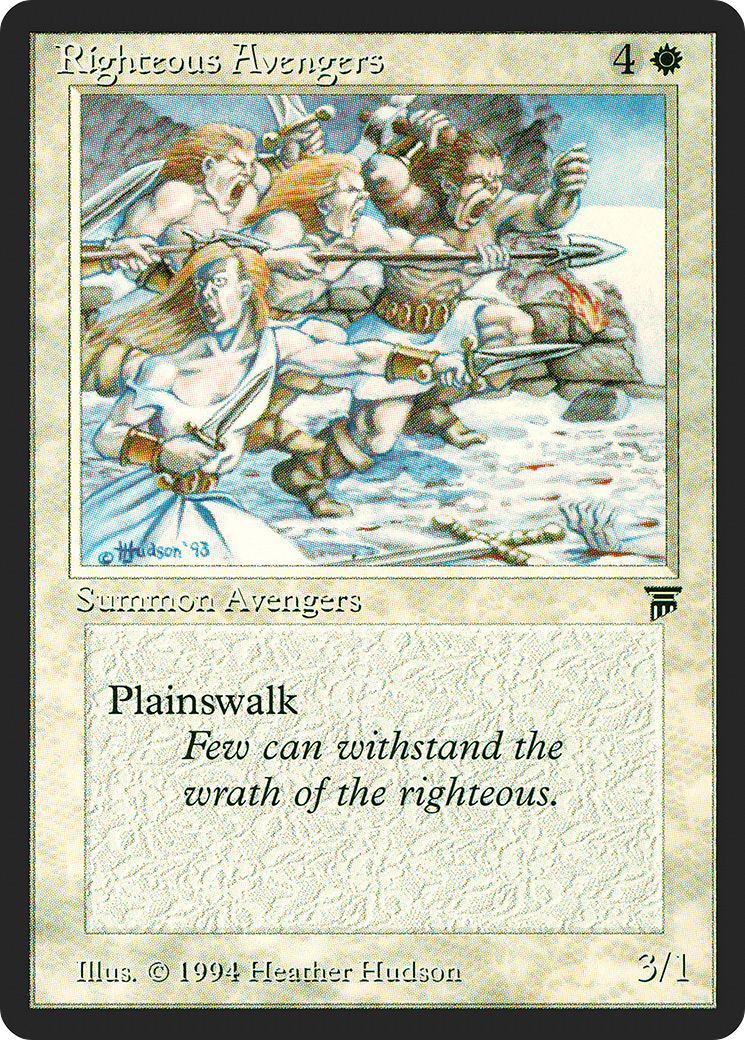 Righteous Avengers 4
© HHudson '93
Summon Avengers
Plainswalk
Few can withstand the
wrath of the righteous.
Illus. © 1994 Heather Hudson 3/1